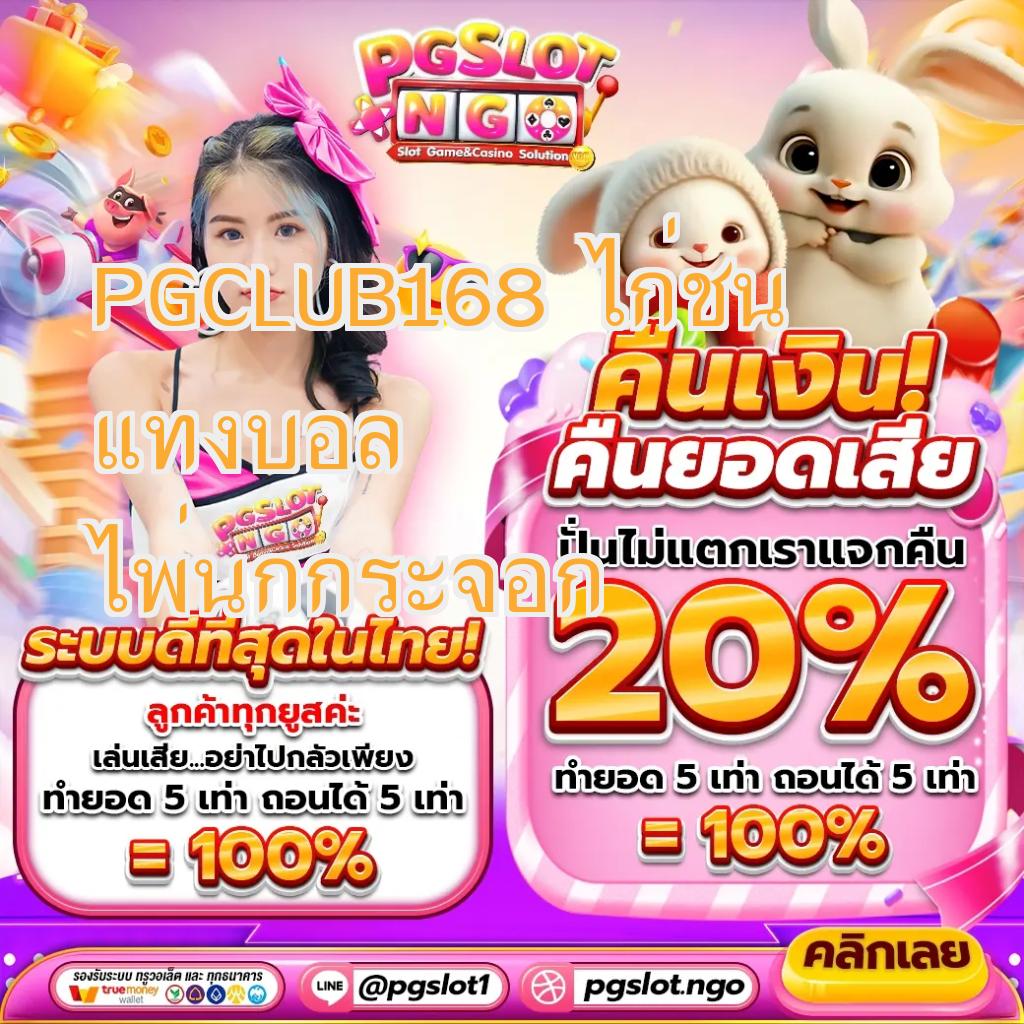 PGSLOT
NGO
Slot Game&Casino Solution
PGCLUB168 ไก่ชน
แทงบอล
ไพ่นกกระจอก
คืนเงิน!
คืนยอดเสีย
ปั่นไม่แตกเราแจกคืน
20%
ทำยอด 5 เท่า ถอนได้ 5 เท่า
= 100%
PGSLOT
NGO
ระบบดีที่สุดในไทย!
ลูกค้าทุกยูสค่ะ
เล่นเสีย...อย่าไปกลัวเพียง
ทำยอด 5 เท่า ถอนได้ 5 เท่า
= 100%
คลิกเลย
รองรับระบบ ทรูวอเล็ต และ ทุกธนาคาร
truemoney
wallet
LINE @pgslot1
pgslot.ngo